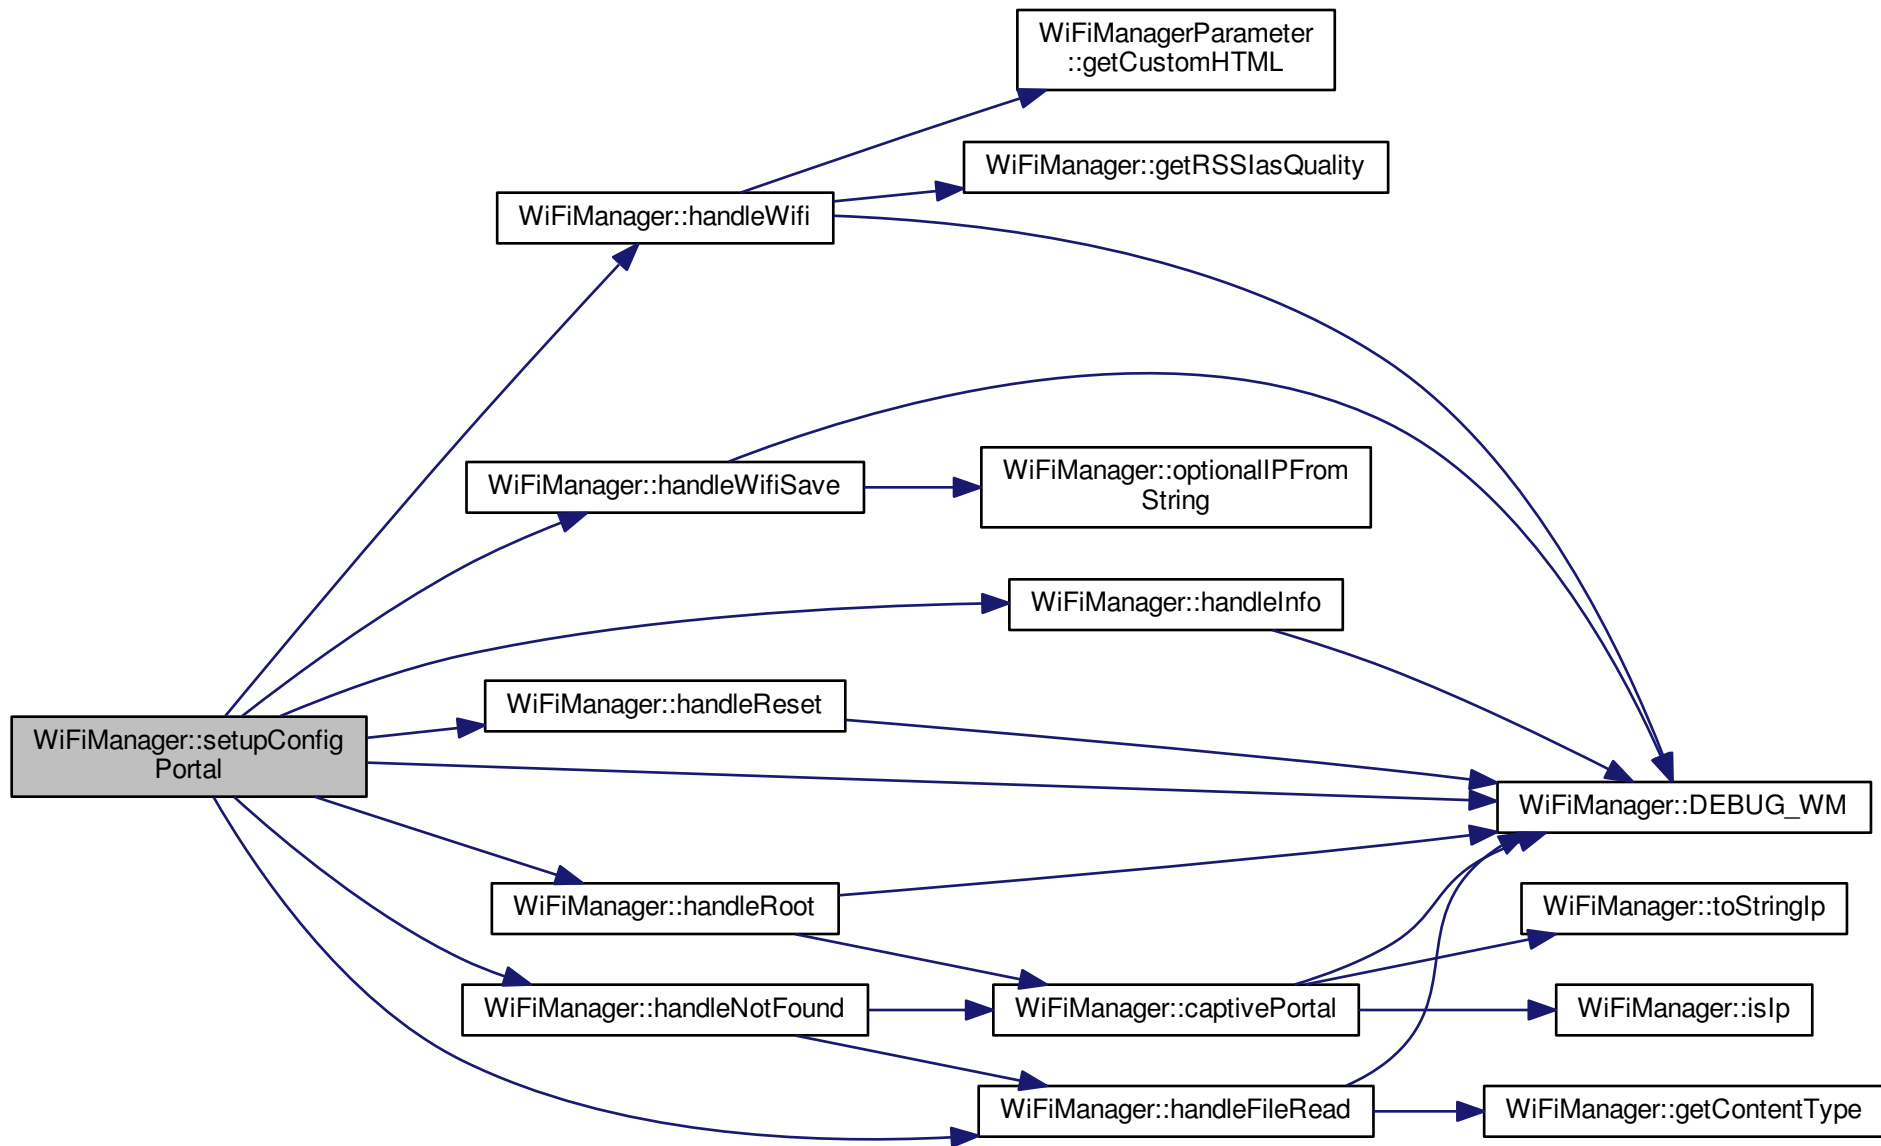 WiFiManagerParameter
::getCustomHTML
WiFiManager::getRSSIasQuality
WiFiManager::handleWifi
WiFiManager::optionalIPFrom
String
WiFiManager::handleWifiSave
WiFiManager::handleInfo
WiFiManager::handleReset
WiFiManager::setupConfig
Portal
WiFiManager::DEBUG_WM
WiFiManager::handleRoot
WiFiManager::toStringIp
WiFiManager::handleNotFound
WiFiManager::captivePortal
WiFiManager::isIp
WiFiManager::handleFileRead
WiFiManager::getContentType